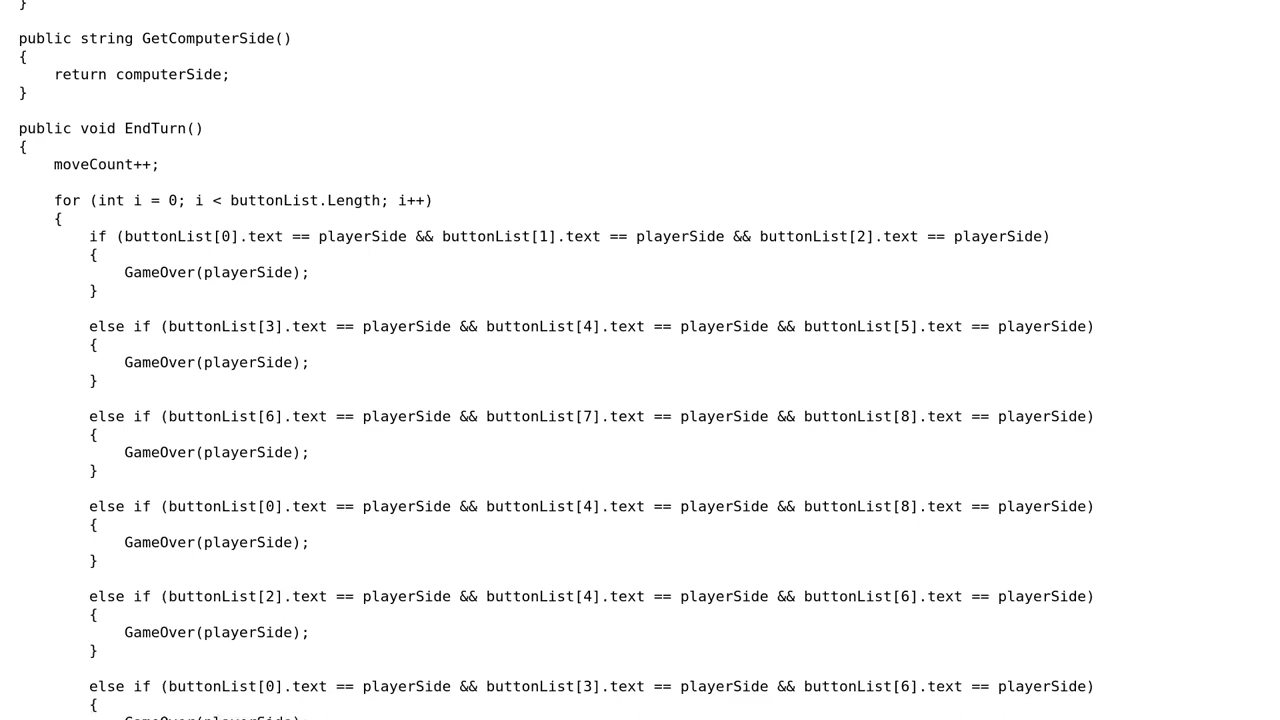 }
public string GetComputerSide()
{
    return computerSide;
}
public void EndTurn()
{
    moveCount++;
    for (int i = 0; i < buttonList.Length; i++)
    {
        if (buttonList[0].text == playerSide && buttonList[1].text == playerSide && buttonList[2].text == playerSide)
        {
            GameOver(playerSide);
        }
        else if (buttonList[3].text == playerSide && buttonList[4].text == playerSide && buttonList[5].text == playerSide)
        {
            GameOver(playerSide);
        }
        else if (buttonList[6].text == playerSide && buttonList[7].text == playerSide && buttonList[8].text == playerSide)
        {
            GameOver(playerSide);
        }
        else if (buttonList[0].text == playerSide && buttonList[4].text == playerSide && buttonList[8].text == playerSide)
        {
            GameOver(playerSide);
        }
        else if (buttonList[2].text == playerSide && buttonList[4].text == playerSide && buttonList[6].text == playerSide)
        {
            GameOver(playerSide);
        }
        else if (buttonList[0].text == playerSide && buttonList[3].text == playerSide && buttonList[6].text == playerSide)
        {
            GameOver(playerSide);